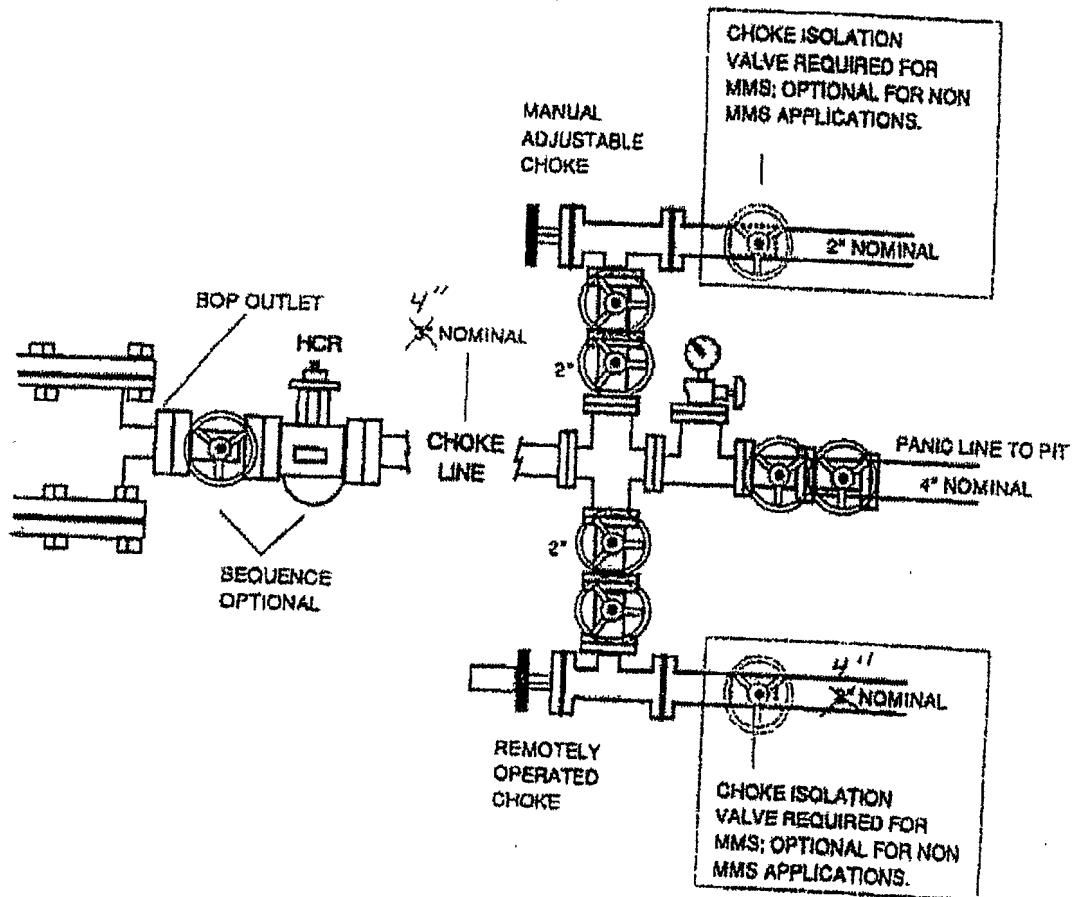 CHOKE ISOLATION
VALVE REQUIRED FOR
MMS; OPTIONAL FOR NON
MMS APPLICATIONS.
MANUAL
ADJUSTABLE
CHOKE
2" NOMINAL
BOP OUTLET
4"
3" NOMINAL
HCR
2"
CHOKE
LINE
PANIC LINE TO PIT
4" NOMINAL
2"
SEQUENCE
OPTIONAL
4"
2" NOMINAL
REMOTELY
OPERATED
CHOKE
CHOKE ISOLATION
VALVE REQUIRED FOR
MMS; OPTIONAL FOR NON
MMS APPLICATIONS.